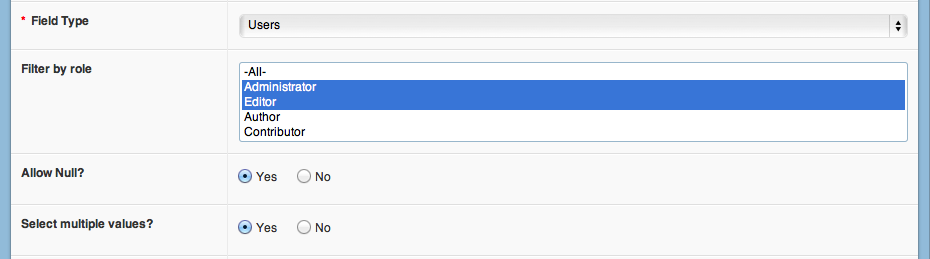 * Field Type
Users
Filter by role
-All-
Administrator
Editor
Author
Contributor
Allow Null?
Yes No
Select multiple values?
Yes No